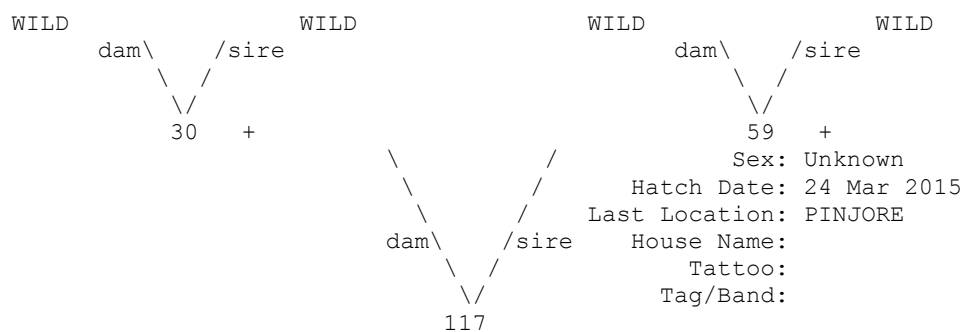 WILD WILD WILD WILD
dam\ /sire dam\ /sire
\ / \ /
\/ \/
30 + 59 +
\ / Sex: Unknown
\ / Hatch Date: 24 Mar 2015
\ / Last Location: PINJORE
dam\ /sire House Name:
\ / Tattoo:
\/ Tag/Band:
117